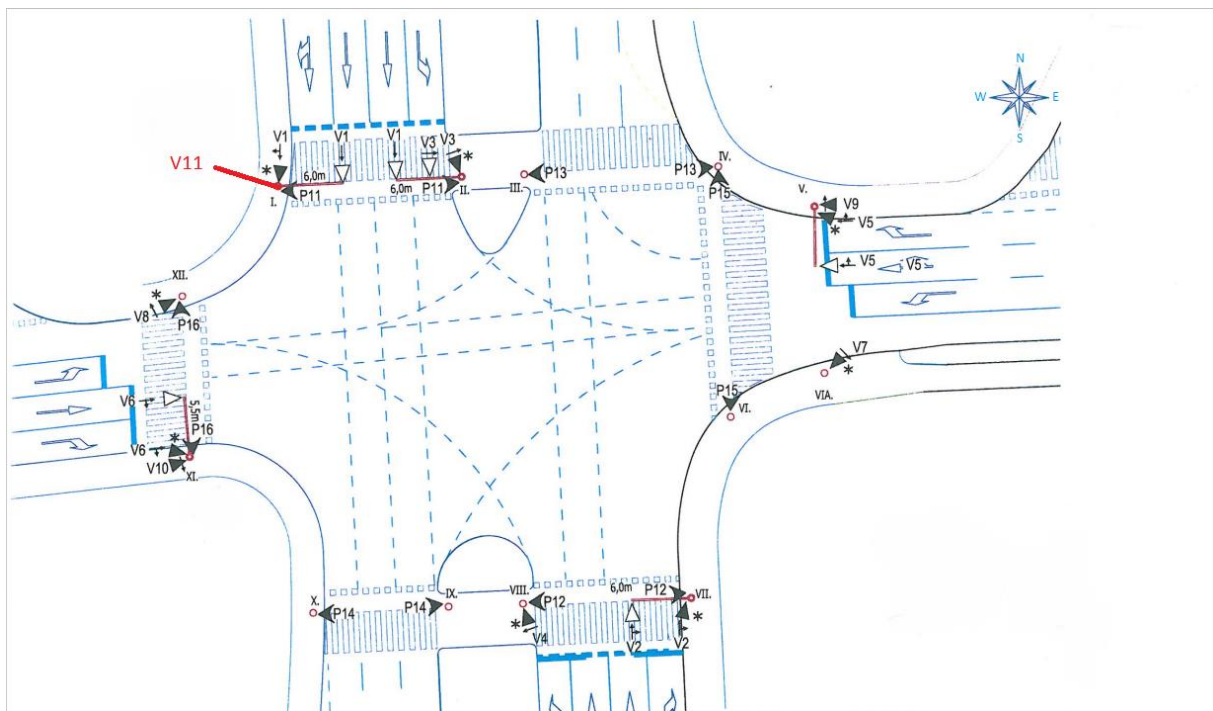 N
W E
S
V1 V1 V1 V3 V3
*
V11
*
6,0m
6,0m
P11
P11
I.
II.
III.
P13
P13
IV.
P15
V.
V9
V5
*
V5
V5
XII.
*
V8
P16
V7
*
VIA.
P15
VI.
V6
5,5m
P16
*
V6
V10
XI.
X.
P14
P14
IX.
VIII.
P12
6,0m
P12
VII.
*
V4
*
V2
V2